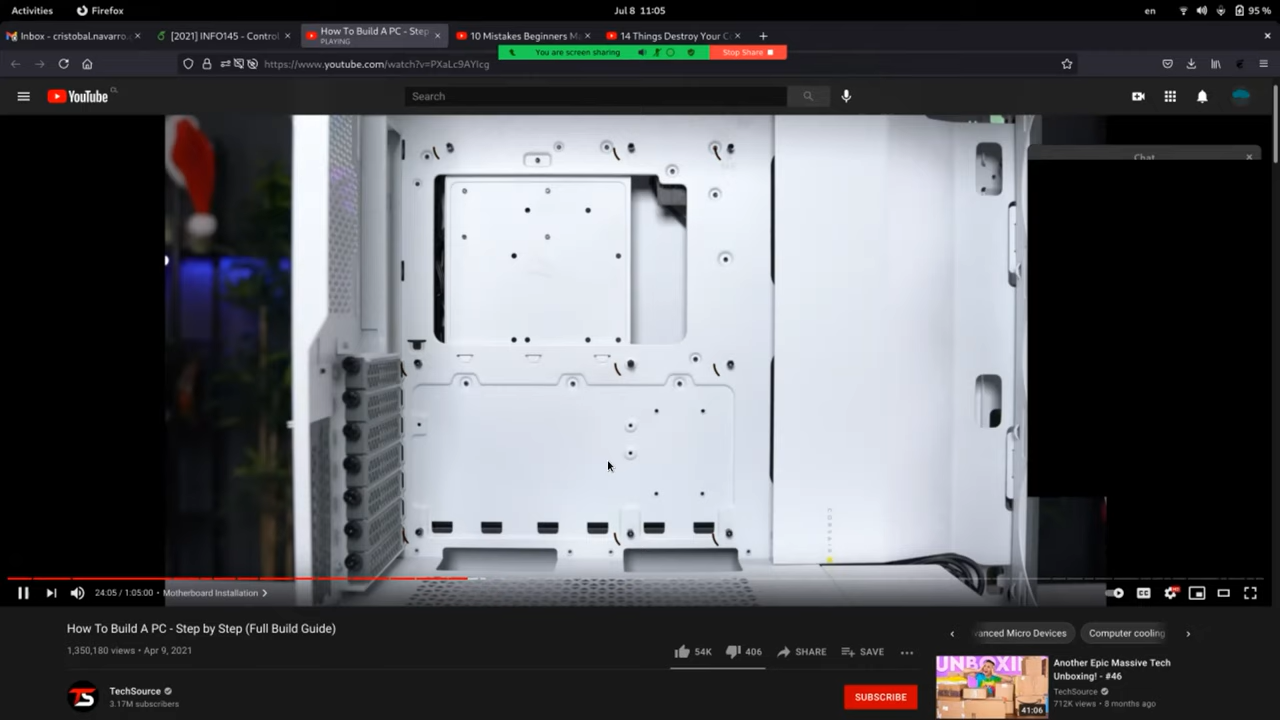 Activities Firefox Jul 8 11:05 en 95 %
Inbox - cristobal.navarro. × [2021] INFO145 - Control × How To Build A PC - Step × 10 Mistakes Beginners Ma × 14 Things Destroy Your C × +
PLAYING
You are screen sharing Stop Share
https://www.youtube.com/watch?v=PXaLc9AYIcg
YouTube CL Search
Chat
CORSAIR
24:05 / 1:05:00 • Motherboard Installation >
How To Build A PC - Step by Step (Full Build Guide)
1,350,180 views • Apr 9, 2021
54K 406 SHARE SAVE
TechSource
3.17M subscribers
SUBSCRIBE
vanced Micro Devices Computer cooling
UNBOXI
41:06
Another Epic Massive Tech
Unboxing! - #46
TechSource
712K views • 8 months ago